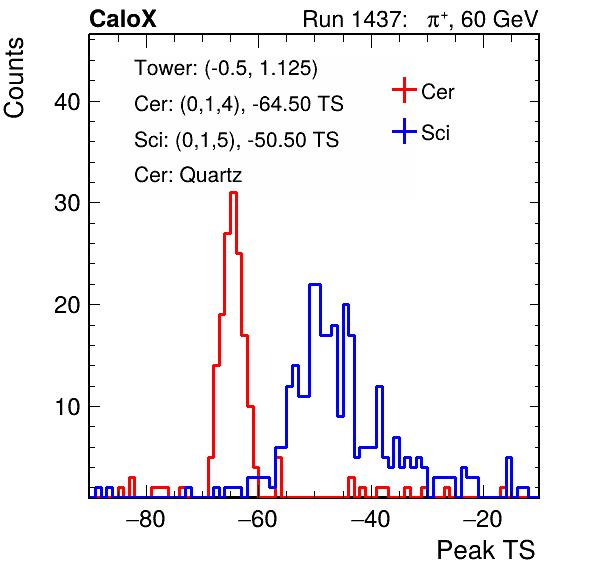 CaloX Run 1437: π⁺, 60 GeV
Counts
Tower: (-0.5, 1.125)
Cer: (0,1,4), -64.50 TS
Sci: (0,1,5), -50.50 TS
Cer: Quartz
Cer
Sci
40
30
20
10
−80 −60 −40 −20
Peak TS